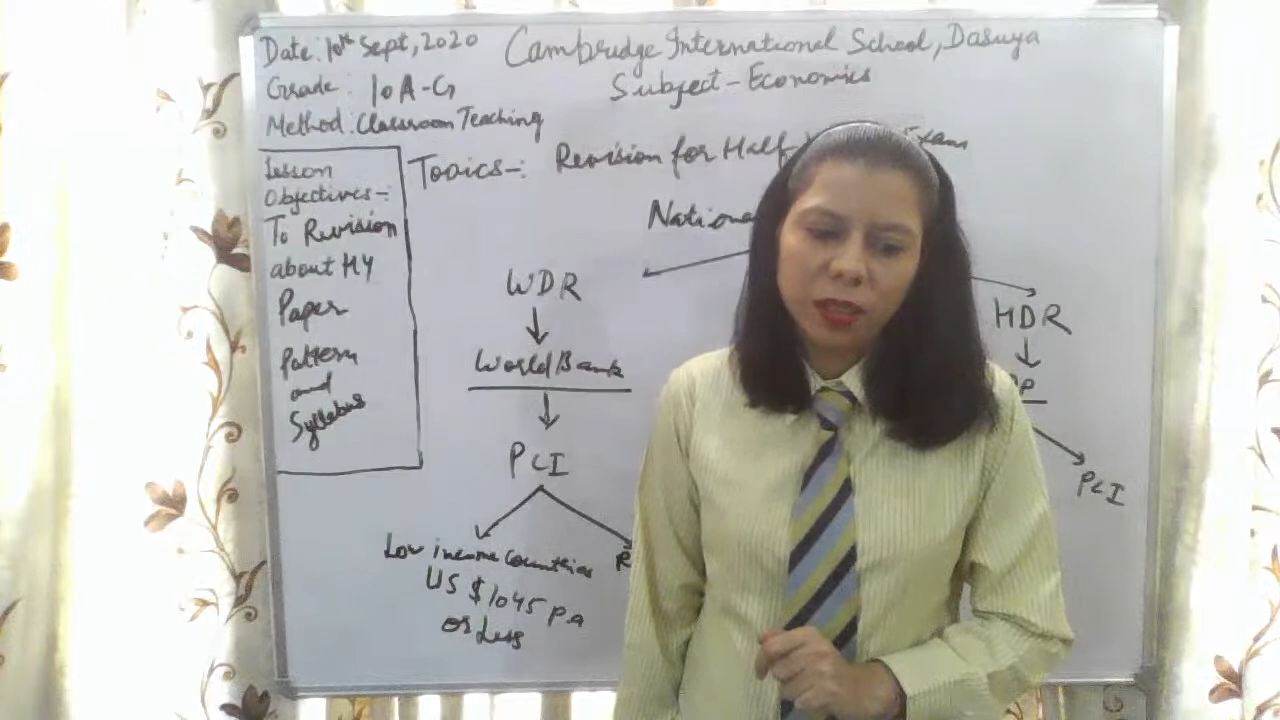 Date: 10th Sept, 2020
Grade: 10A-G
Method: Classroom Teaching
Cambridge International School, Dasuya
Subject - Economics
Lesson
Objectives-:
To Revision
about HY
Paper
Pattern
and
Syllabus
Topics-: Revision for Half Exam
WDR
World Bank
PCI
Low income Countries
US $1045 p.a
or Less
HDR
PCI